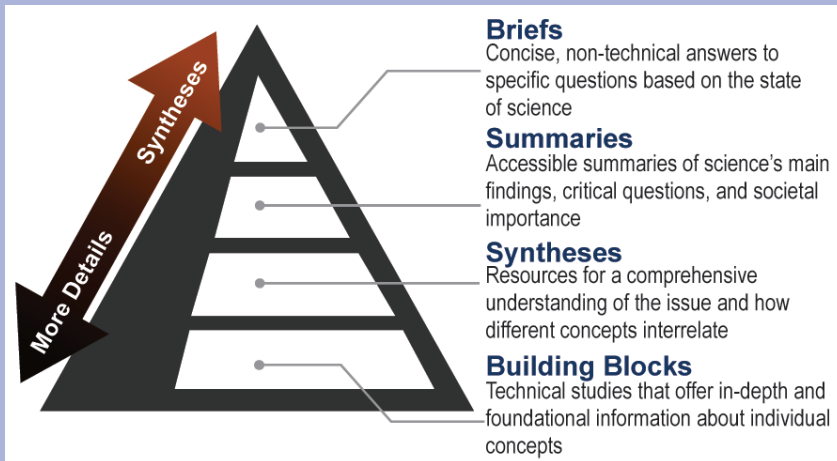 Syntheses
More Details
Briefs
Concise, non-technical answers to
specific questions based on the state
of science
Summaries
Accessible summaries of science's main
findings, critical questions, and societal
importance
Syntheses
Resources for a comprehensive
understanding of the issue and how
different concepts interrelate
Building Blocks
Technical studies that offer in-depth and
foundational information about individual
concepts